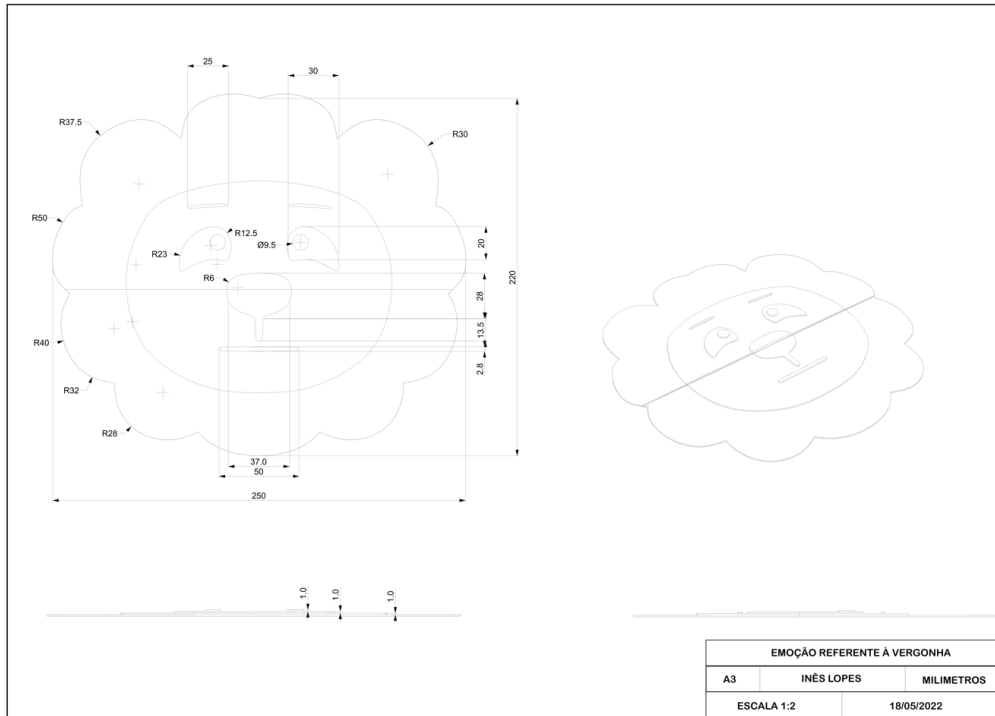 25
30
R37.5
R30
R50
R12.5
Ø9.5
R23
20
R6
220
28
13.5
R40
2.8
R32
R28
37.0
50
250
1.0
1.0
1.0
EMOÇÃO REFERENTE À VERGONHA
A3 INÊS LOPES MILIMETROS
ESCALA 1:2 18/05/2022